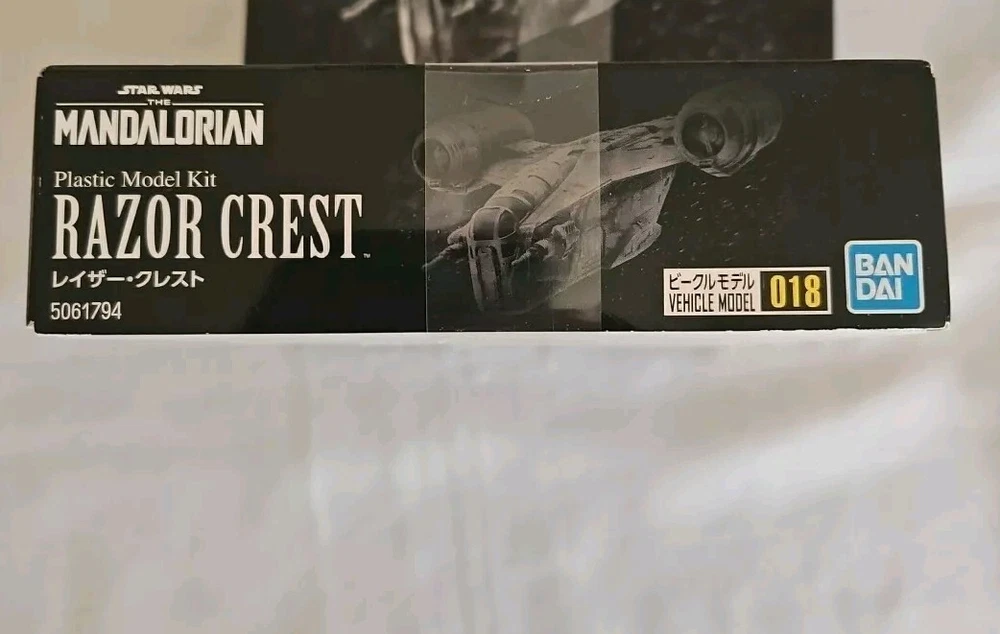 STAR WARS
THE
MANDALORIAN
Plastic Model Kit
RAZOR CREST™
レイザー・クレスト
5061794
ビークルモデル
VEHICLE MODEL
018
BAN
DAI